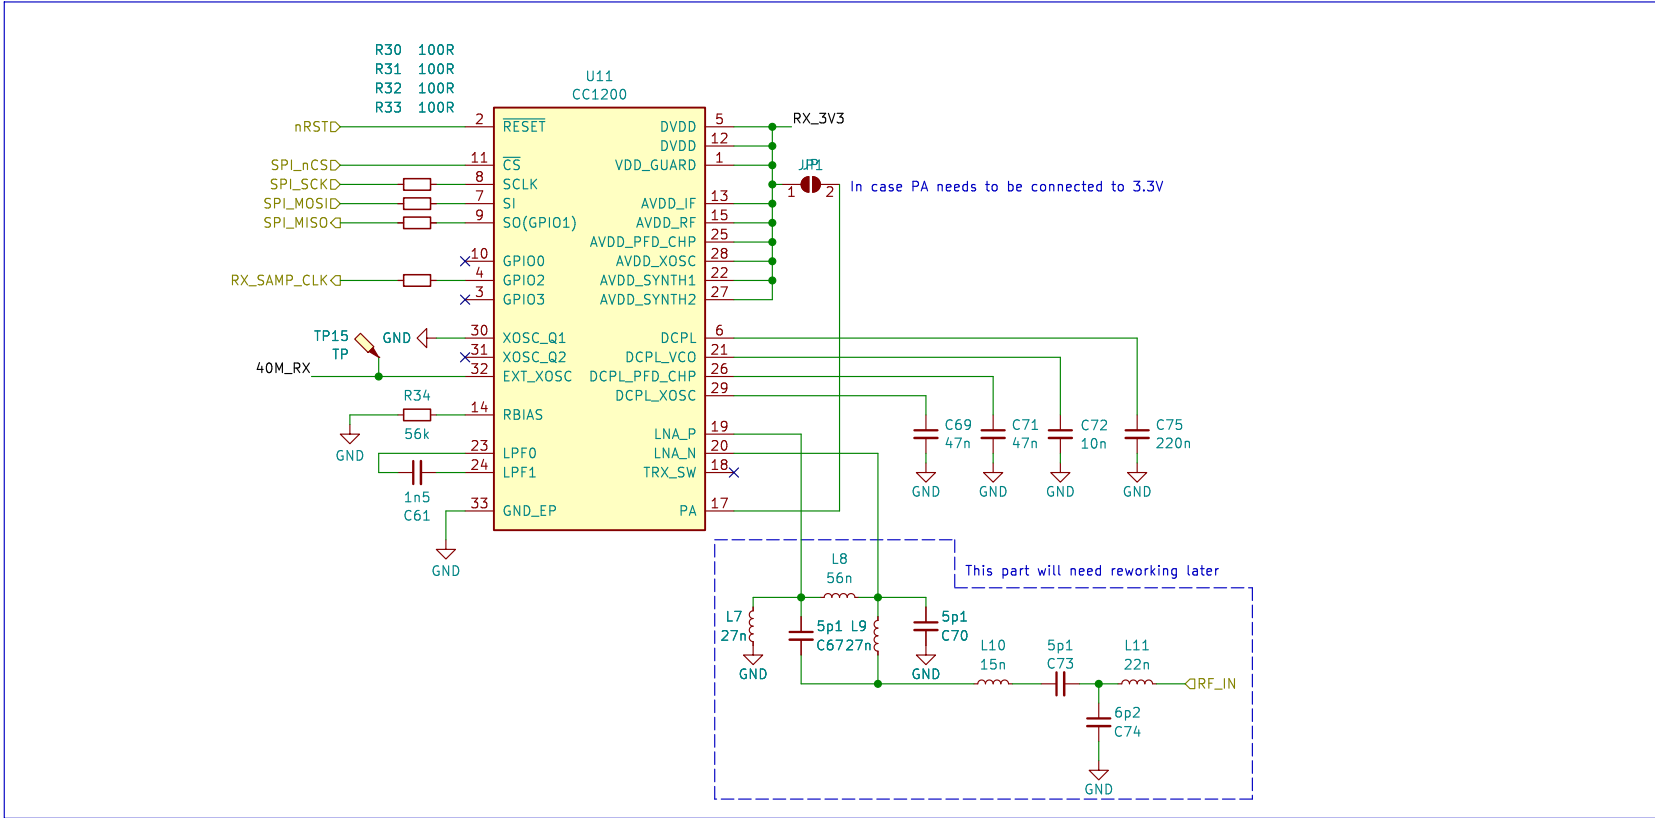 R30 100R
R31 100R
R32 100R
R33 100R
U11
CC1200
nRST 2 RESET
SPI_nCS 11 CS
SPI_SCK 8 SCLK
SPI_MOSI 7 SI
SPI_MISO 9 SO(GPIO1)
10 GPIO0
RX_SAMP_CLK 4 GPIO2
3 GPIO3
TP15
TP
GND 30 XOSC_Q1
31 XOSC_Q2
40M_RX 32 EXT_XOSC
R34
56k
14 RBIAS
GND
23 LPF0
24 LPF1
1n5
C61
33 GND_EP
GND
DVDD 5 RX_3V3
DVDD 12
VDD_GUARD 1
JP1
1 2 In case PA needs to be connected to 3.3V
AVDD_IF 13
AVDD_RF 15
AVDD_PFD_CHP 25
AVDD_XOSC 28
AVDD_SYNTH1 22
AVDD_SYNTH2 27
DCPL 6
DCPL_VCO 21
DCPL_PFD_CHP 26
DCPL_XOSC 29
LNA_P 19
LNA_N 20
TRX_SW 18
PA 17
C69
47n
GND
C71
47n
GND
C72
10n
GND
C75
220n
GND
This part will need reworking later
L8
56n
L7
27n
GND
5p1
C67
L9
27n
5p1
C70
GND
L10
15n
5p1
C73
L11
22n
RF_IN
6p2
C74
GND